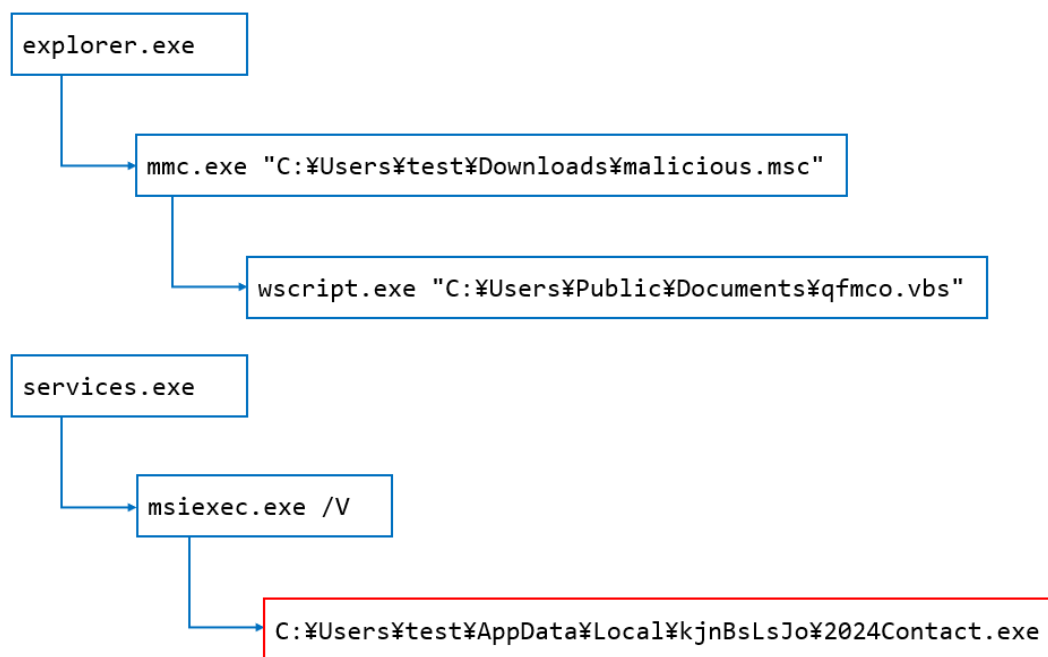 explorer.exe
mmc.exe "C:¥Users¥test¥Downloads¥malicious.msc"
wscript.exe "C:¥Users¥Public¥Documents¥qfmco.vbs"
services.exe
msiexec.exe /V
C:¥Users¥test¥AppData¥Local¥kjnBsLsJo¥2024Contact.exe